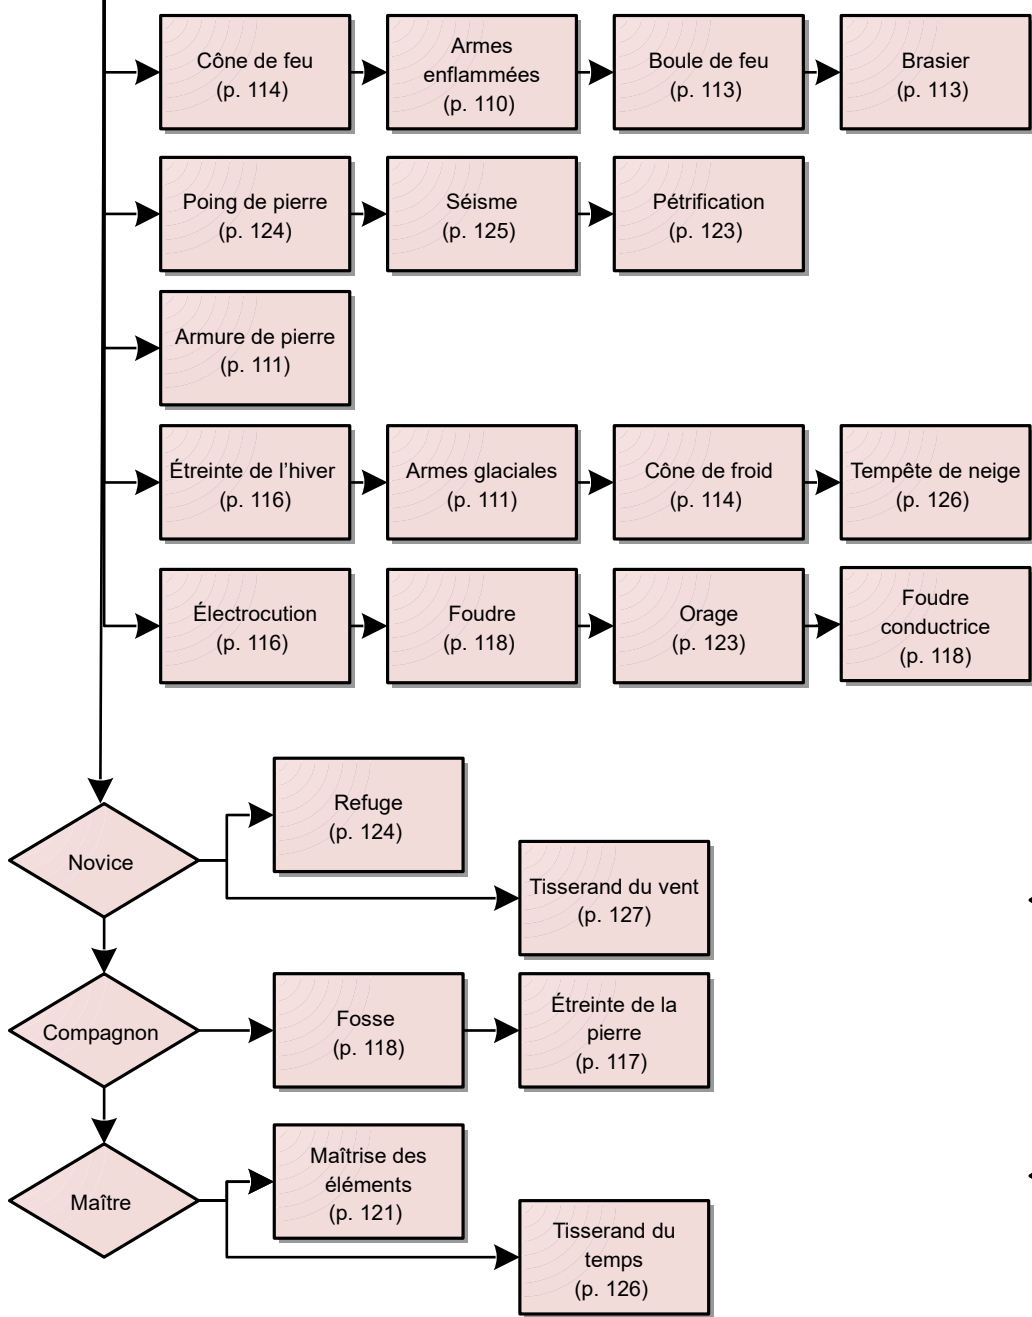 Cône de feu
(p. 114)
Armes
enflammées
(p. 110)
Boule de feu
(p. 113)
Brasier
(p. 113)
Poing de pierre
(p. 124)
Séisme
(p. 125)
Pétrification
(p. 123)
Armure de pierre
(p. 111)
Étreinte de l’hiver
(p. 116)
Armes glaciales
(p. 111)
Cône de froid
(p. 114)
Tempête de neige
(p. 126)
Électrocution
(p. 116)
Foudre
(p. 118)
Orage
(p. 123)
Foudre
conductrice
(p. 118)
Novice
Refuge
(p. 124)
Tisserand du vent
(p. 127)
Compagnon
Fosse
(p. 118)
Étreinte de la
pierre
(p. 117)
Maître
Maîtrise des
éléments
(p. 121)
Tisserand du
temps
(p. 126)